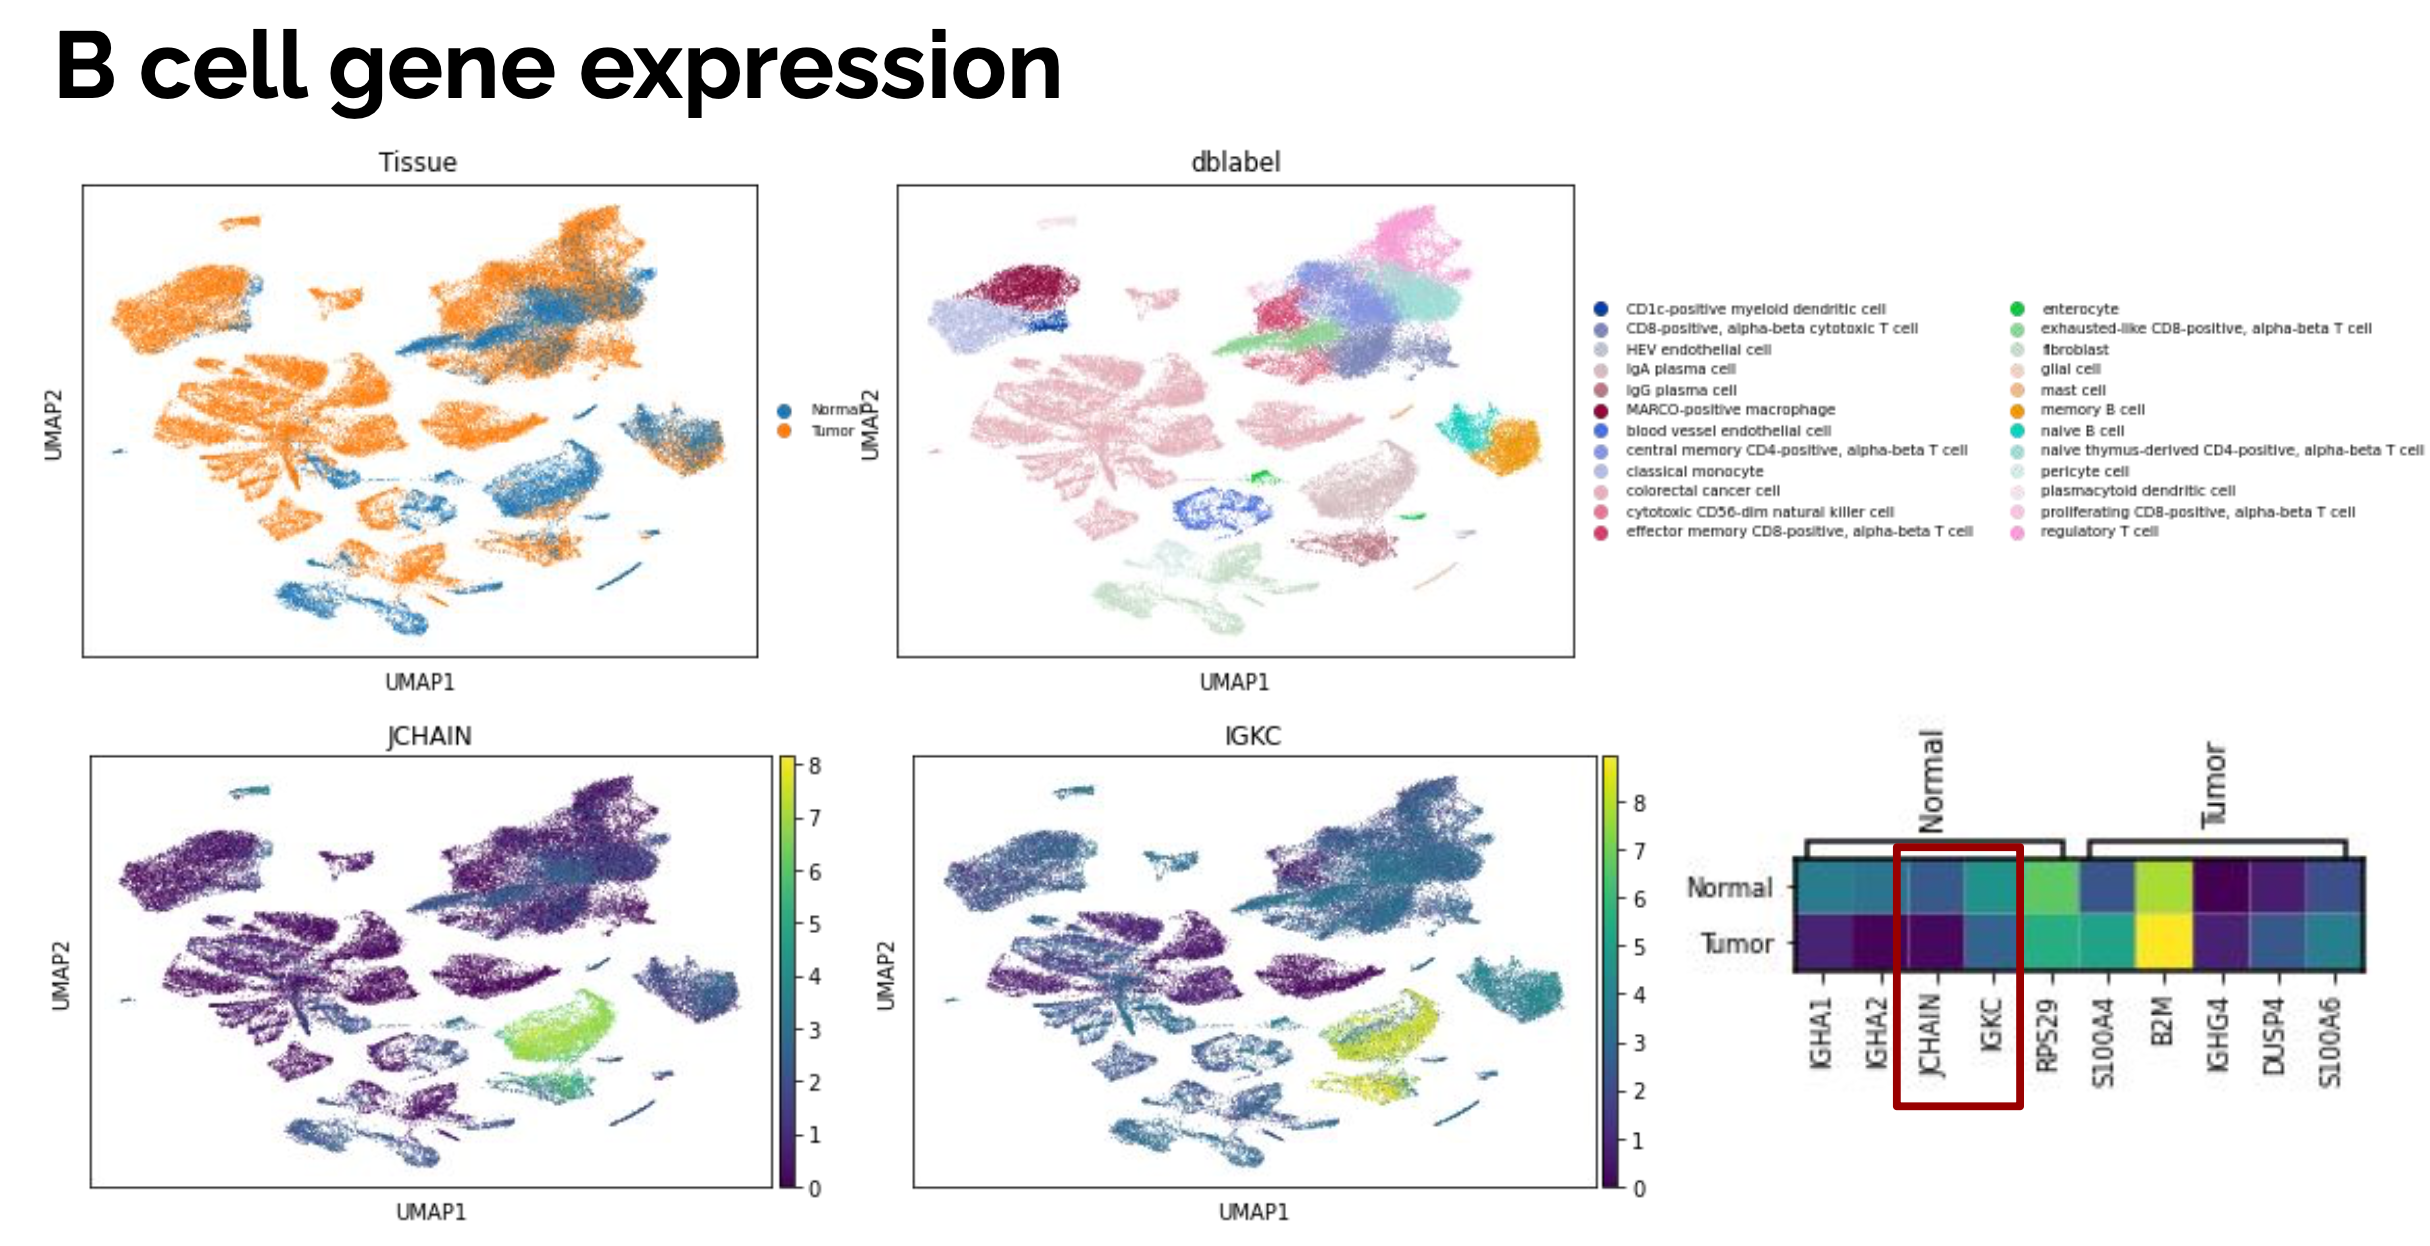 B cell gene expression
Tissue
UMAP2
UMAP1
Normal
Tumor
dblabel
UMAP2
UMAP1
CD1c-positive myeloid dendritic cell
CD8-positive, alpha-beta cytotoxic T cell
HEV endothelial cell
IgA plasma cell
IgG plasma cell
MARCO-positive macrophage
blood vessel endothelial cell
central memory CD4-positive, alpha-beta T cell
classical monocyte
colorectal cancer cell
cytotoxic CD56-dim natural killer cell
effector memory CD8-positive, alpha-beta T cell
enterocyte
exhausted-like CD8-positive, alpha-beta T cell
fibroblast
glial cell
mast cell
memory B cell
naive B cell
naive thymus-derived CD4-positive, alpha-beta T cell
pericyte cell
plasmacytoid dendritic cell
proliferating CD8-positive, alpha-beta T cell
regulatory T cell
JCHAIN
UMAP2
UMAP1
8
7
6
5
4
3
2
1
0
IGKC
UMAP2
UMAP1
8
7
6
5
4
3
2
1
0
Normal
Tumor
Normal
Tumor
IGHA1
IGHA2
JCHAIN
IGKC
RPS29
S100A4
B2M
IGHG4
DUSP4
S100A6